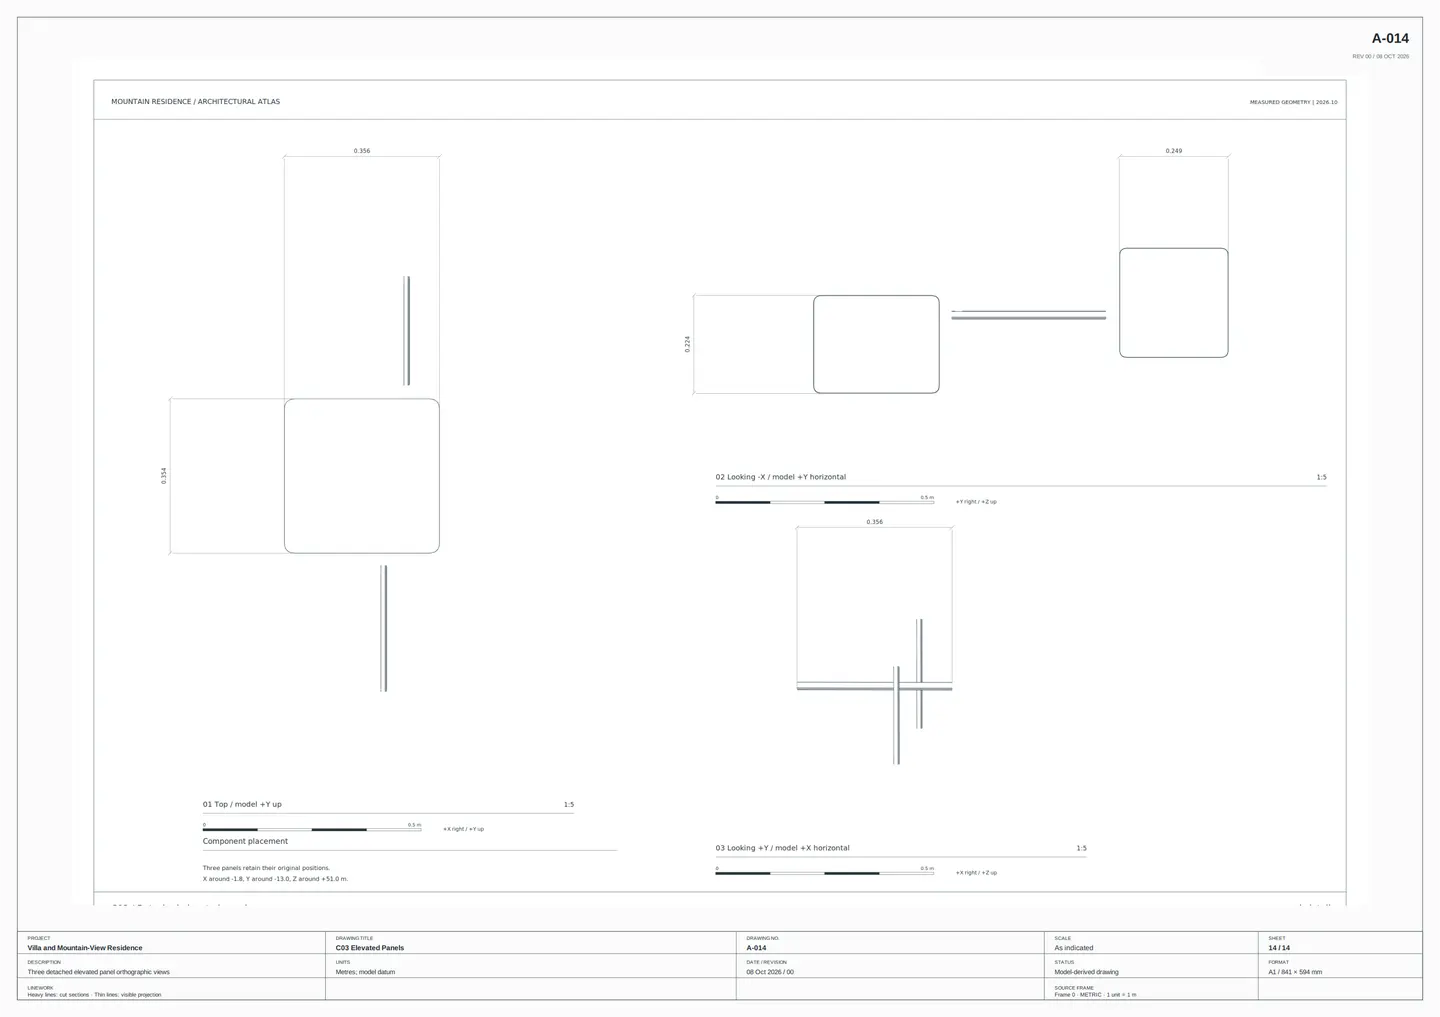 A-014
REV 00 / 08 OCT 2026
MOUNTAIN RESIDENCE / ARCHITECTURAL ATLAS
MEASURED GEOMETRY | 2026.10
0.356
0.249
0.224
0.354
02 Looking -X / model +Y horizontal
1:5
0
0.5 m
+Y right / +Z up
0.356
01 Top / model +Y up
1:5
0
0.5 m
+X right / +Y up
Component placement
Three panels retain their original positions.
X around -1.8, Y around -13.0, Z around +51.0 m.
03 Looking +Y / model +X horizontal
1:5
0
0.5 m
+X right / +Z up
PROJECT
Villa and Mountain-View Residence
DRAWING TITLE
C03 Elevated Panels
DRAWING NO.
A-014
SCALE
As indicated
SHEET
14 / 14
DESCRIPTION
Three detached elevated panel orthographic views
UNITS
Metres; model datum
DATE / REVISION
08 Oct 2026 / 00
STATUS
Model-derived drawing
FORMAT
A1 / 841 × 594 mm
LINEWORK
Heavy lines: cut sections · Thin lines: visible projection
SOURCE FRAME
Frame 0 · METRIC · 1 unit = 1 m